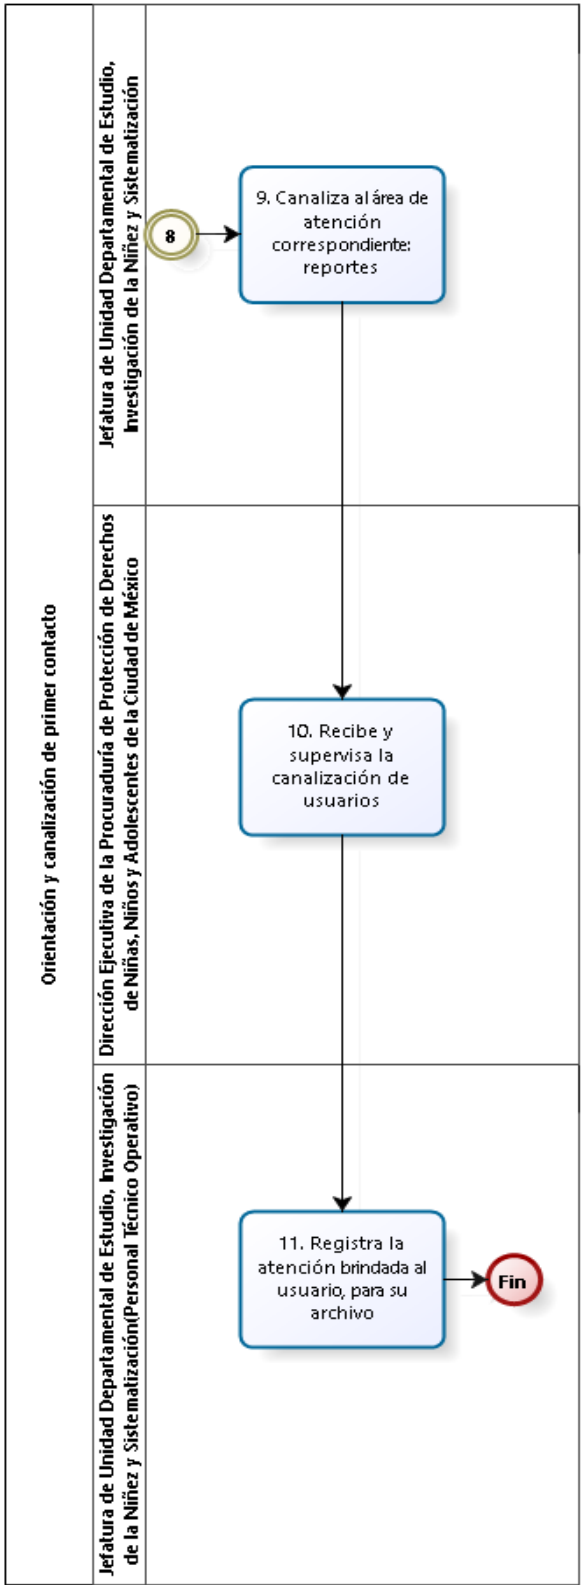 Orientación y canalización de primer contacto
Jefatura de Unidad Departamental de Estudio,
Investigación de la Niñez y Sistematización
8
9. Canaliza al área de
atención
correspondiente:
reportes
Dirección Ejecutiva de la Procuraduría de Protección de Derechos
de Niñas, Niños y Adolescentes de la Ciudad de México
10. Recibe y
supervisa la
canalización de
usuarios
Jefatura de Unidad Departamental de Estudio, Investigación
de la Niñez y Sistematización(Personal Técnico Operativo)
11. Registra la
atención brindada al
usuario, para su
archivo
Fin